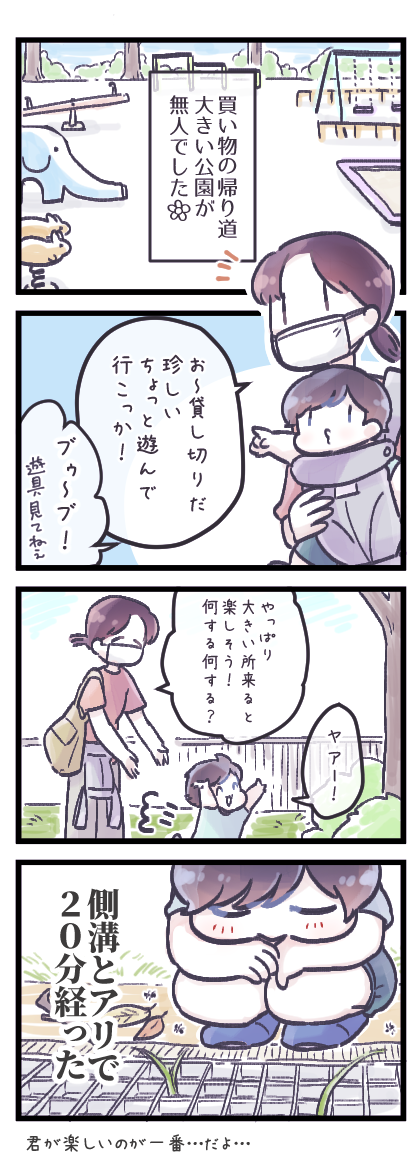 買い物の帰り道
大きい公園が
無人でした
お〜貸し切りだ
珍しい
ちょっと遊んで
行こっか！
ブゥ〜ブ！
遊具見てねぇ
やっぱり
大きい所来ると
楽しそう！
何する何する？
ヤアー！
側溝とアリで
20分経った
君が楽しいのが一番…だよ…